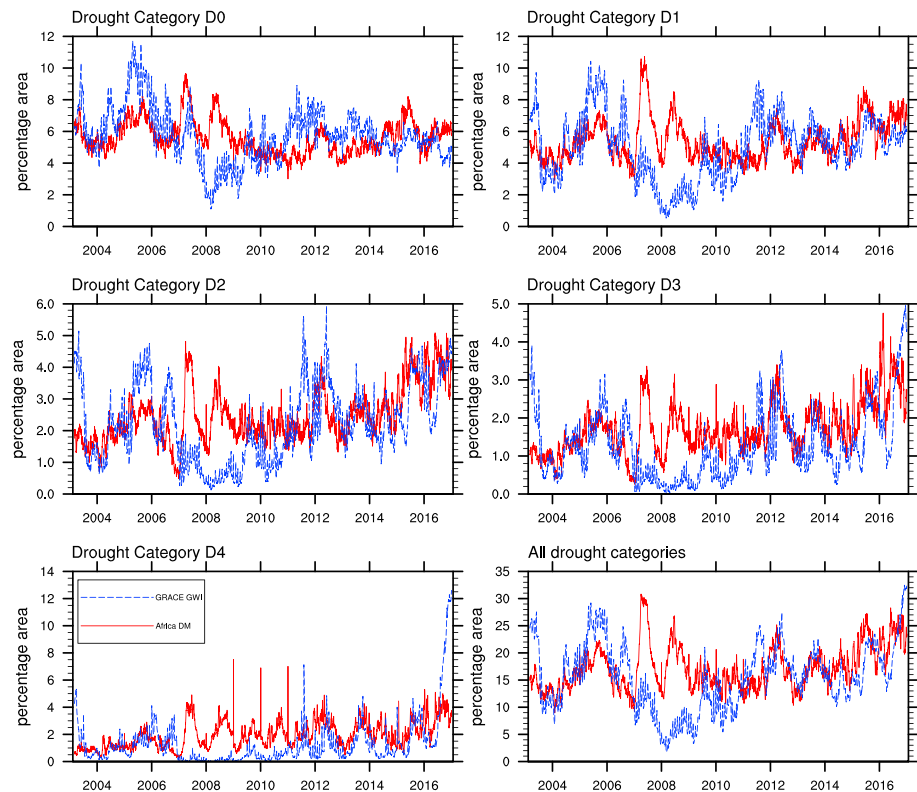 Drought Category D0
percentage area
12
10
8
6
4
2
0
2004 2006 2008 2010 2012 2014 2016
Drought Category D1
percentage area
12
10
8
6
4
2
0
2004 2006 2008 2010 2012 2014 2016
Drought Category D2
percentage area
6.0
5.0
4.0
3.0
2.0
1.0
0.0
2004 2006 2008 2010 2012 2014 2016
Drought Category D3
percentage area
5.0
4.0
3.0
2.0
1.0
0.0
2004 2006 2008 2010 2012 2014 2016
Drought Category D4
percentage area
14
12
10
8
6
4
2
0
GRACE GWI
Africa DM
2004 2006 2008 2010 2012 2014 2016
All drought categories
percentage area
35
30
25
20
15
10
5
0
2004 2006 2008 2010 2012 2014 2016